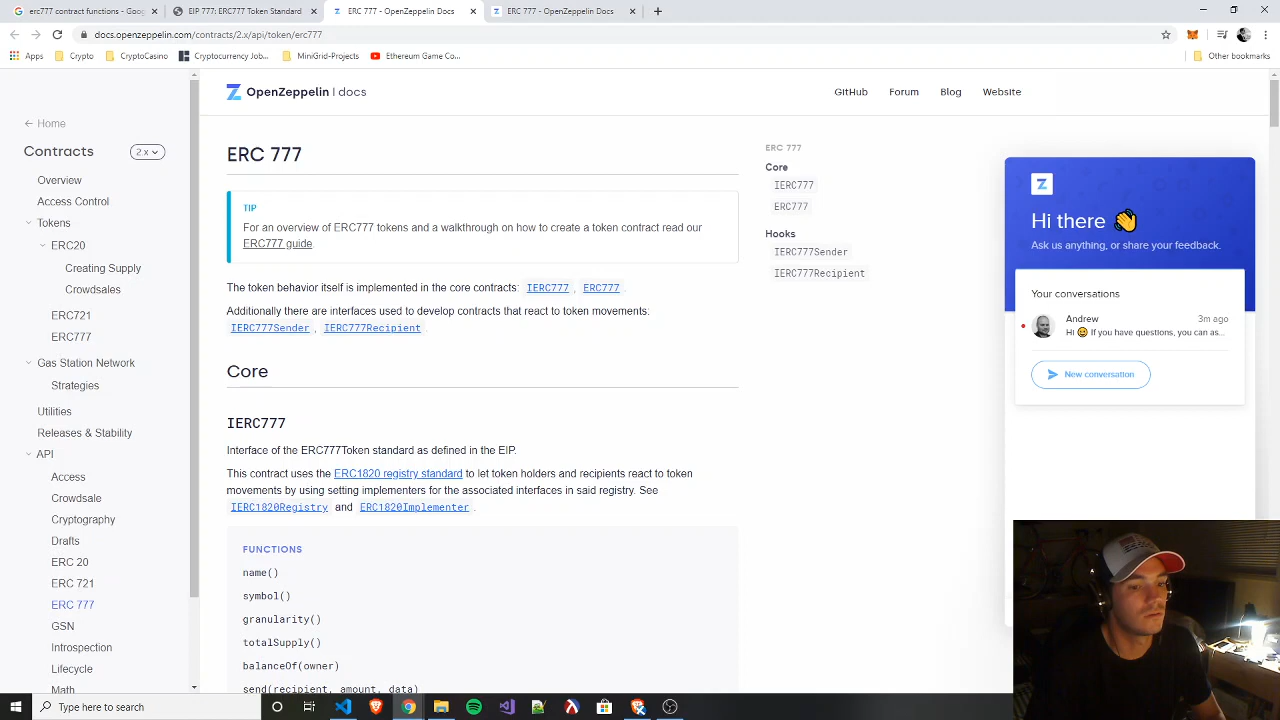 erc777 contract functions - Goog
EIP 777: ERC777 Token Standard
ERC 777 - OpenZeppelin Docs
ERC 777 - OpenZeppelin Docs
docs.openzeppelin.com/contracts/2.x/api/token/erc777
Apps
Crypto
CryptoCasino
Cryptocurrency Job...
MiniGrid-Projects
Ethereum Game Co...
Other bookmarks
OpenZeppelin | docs
GitHub
Forum
Blog
Website
← Home
Contracts
2.x
Overview
Access Control
Tokens
ERC20
Creating Supply
Crowdsales
ERC721
ERC777
Gas Station Network
Strategies
Utilities
Releases & Stability
API
Access
Crowdsale
Cryptography
Drafts
ERC 20
ERC 721
ERC 777
GSN
Introspection
Lifecycle
Math
ERC 777
TIP
For an overview of ERC777 tokens and a walkthrough on how to create a token contract read our
ERC777 guide.
The token behavior itself is implemented in the core contracts: IERC777 , ERC777 .
Additionally there are interfaces used to develop contracts that react to token movements:
IERC777Sender , IERC777Recipient .
Core
IERC777
Interface of the ERC777Token standard as defined in the EIP.
This contract uses the ERC1820 registry standard to let token holders and recipients react to token
movements by using setting implementers for the associated interfaces in said registry. See
IERC1820Registry and ERC1820Implementer .
FUNCTIONS
name()
symbol()
granularity()
totalSupply()
balanceOf(owner)
send(recipient, amount, data)
ERC 777
Core
IERC777
ERC777
Hooks
IERC777Sender
IERC777Recipient
Hi there 👋
Ask us anything, or share your feedback.
Your conversations
Andrew
3m ago
Hi 😀 If you have questions, you can as...
New conversation
Type here to search